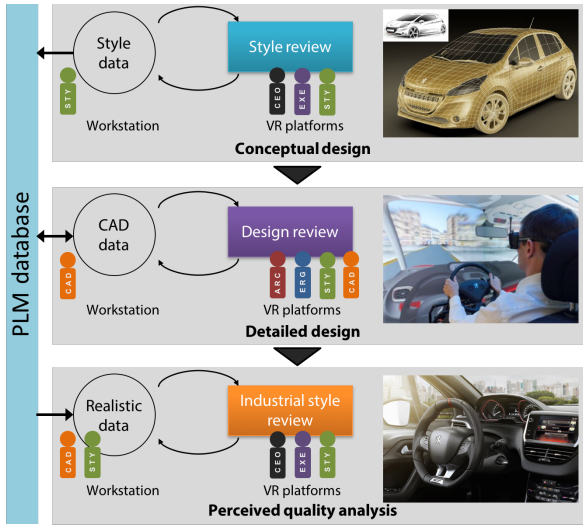 PLM database
Style
data
Style review
STY
CEO
EXE
STY
Workstation
VR platforms
Conceptual design
CAD
data
Design review
CAD
ARC
ERG
STY
CAD
Workstation
VR platforms
Detailed design
Realistic
data
Industrial style
review
CAD
STY
CEO
EXE
STY
Workstation
VR platforms
Perceived quality analysis